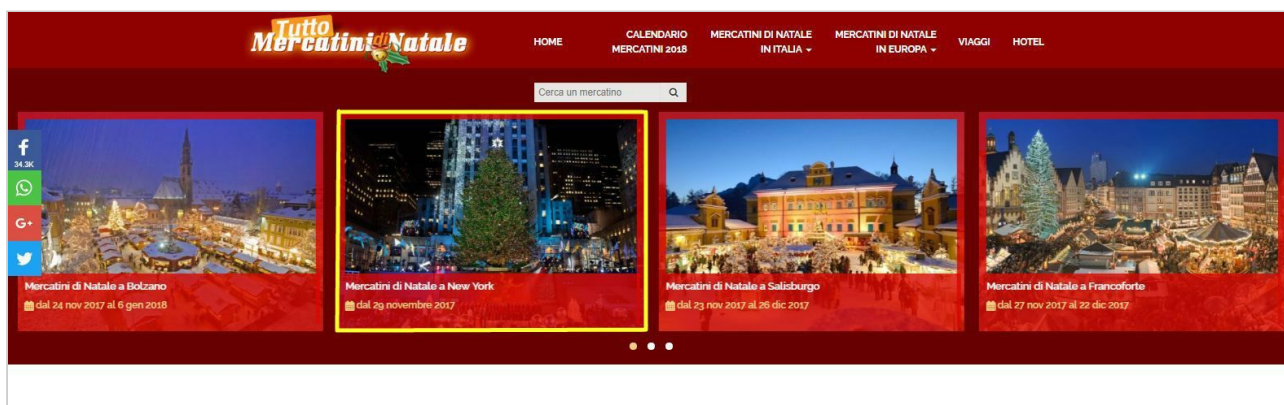 Tutto
Mercatini di Natale
HOME
CALENDARIO
MERCATINI 2018
MERCATINI DI NATALE
IN ITALIA
MERCATINI DI NATALE
IN EUROPA
VIAGGI
HOTEL
Cerca un mercatino
f
34.3K
G+
Mercatini di Natale a Bolzano
dal 24 nov 2017 al 6 gen 2018
Mercatini di Natale a New York
dal 29 novembre 2017
Mercatini di Natale a Salisburgo
dal 23 nov 2017 al 26 dic 2017
Mercatini di Natale a Francoforte
dal 27 nov 2017 al 22 dic 2017